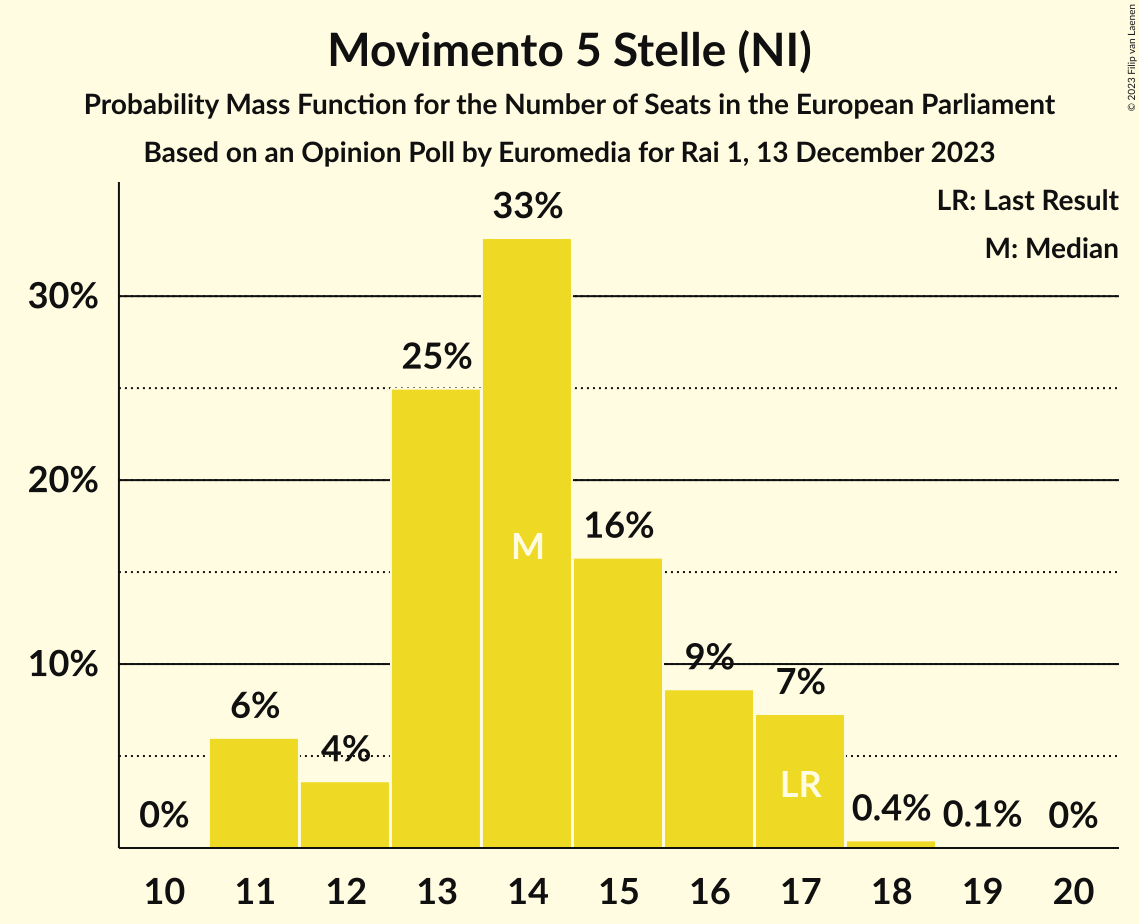 Movimento 5 Stelle (NI)
Probability Mass Function for the Number of Seats in the European Parliament
Based on an Opinion Poll by Euromedia for Rai 1, 13 December 2023
© 2023 Filip van Laenen
LR: Last Result
M: Median
33%
30%
25%
20%
16%
M
10%
9%
7%
6%
4%
LR
0%
0.4%
0.1%
0%
10 11 12 13 14 15 16 17 18 19 20